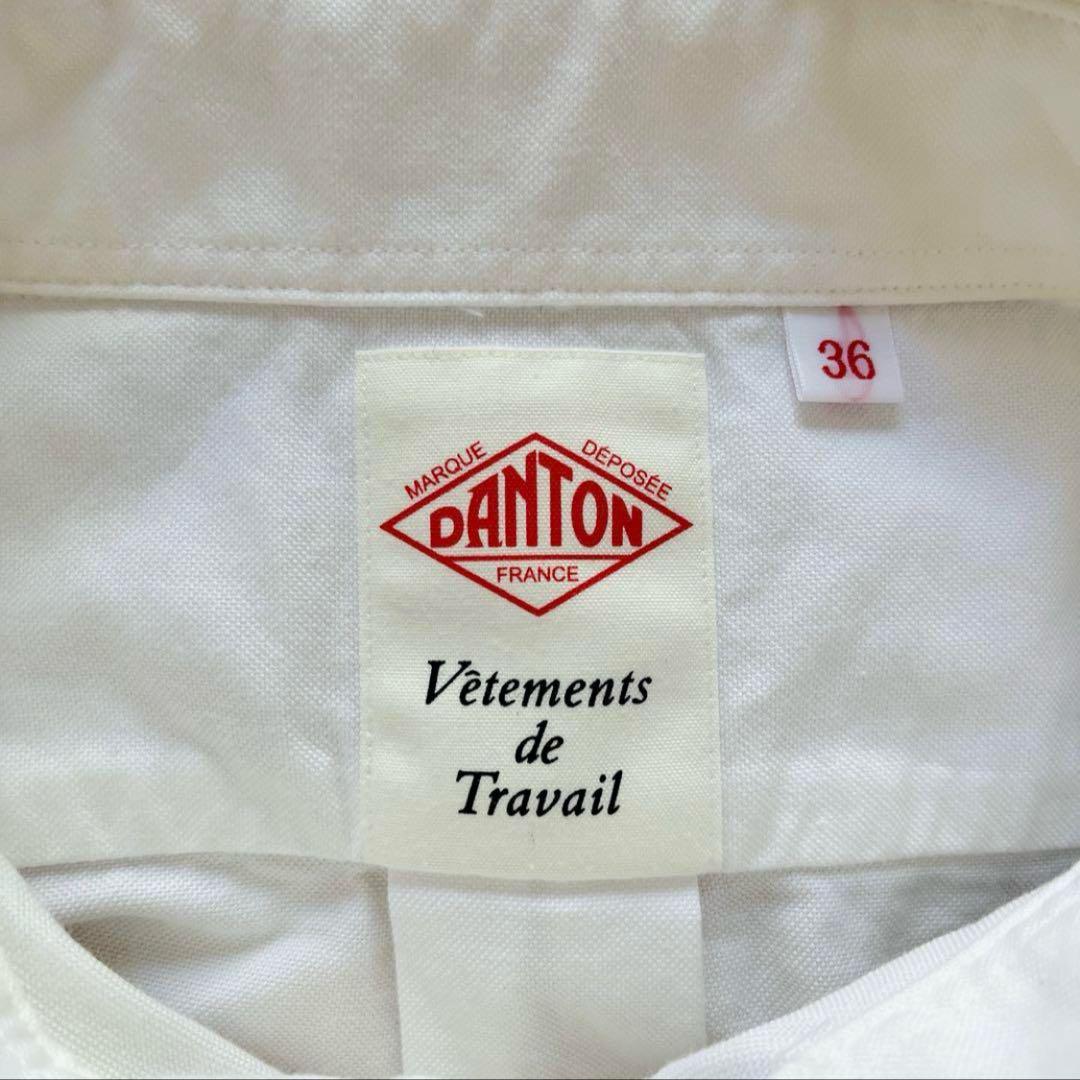 36
MARQUE DÉPOSÉE
DANTON
FRANCE
Vêtements
de
Travail